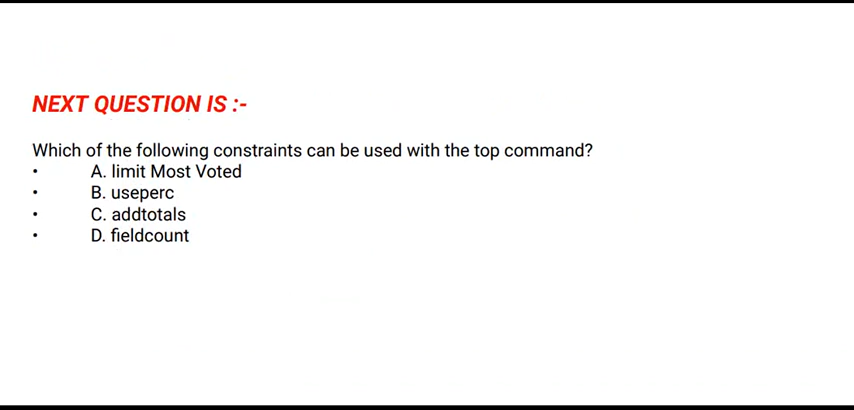 NEXT QUESTION IS :-
Which of the following constraints can be used with the top command?
• A. limit Most Voted
• B. useperc
• C. addtotals
• D. fieldcount